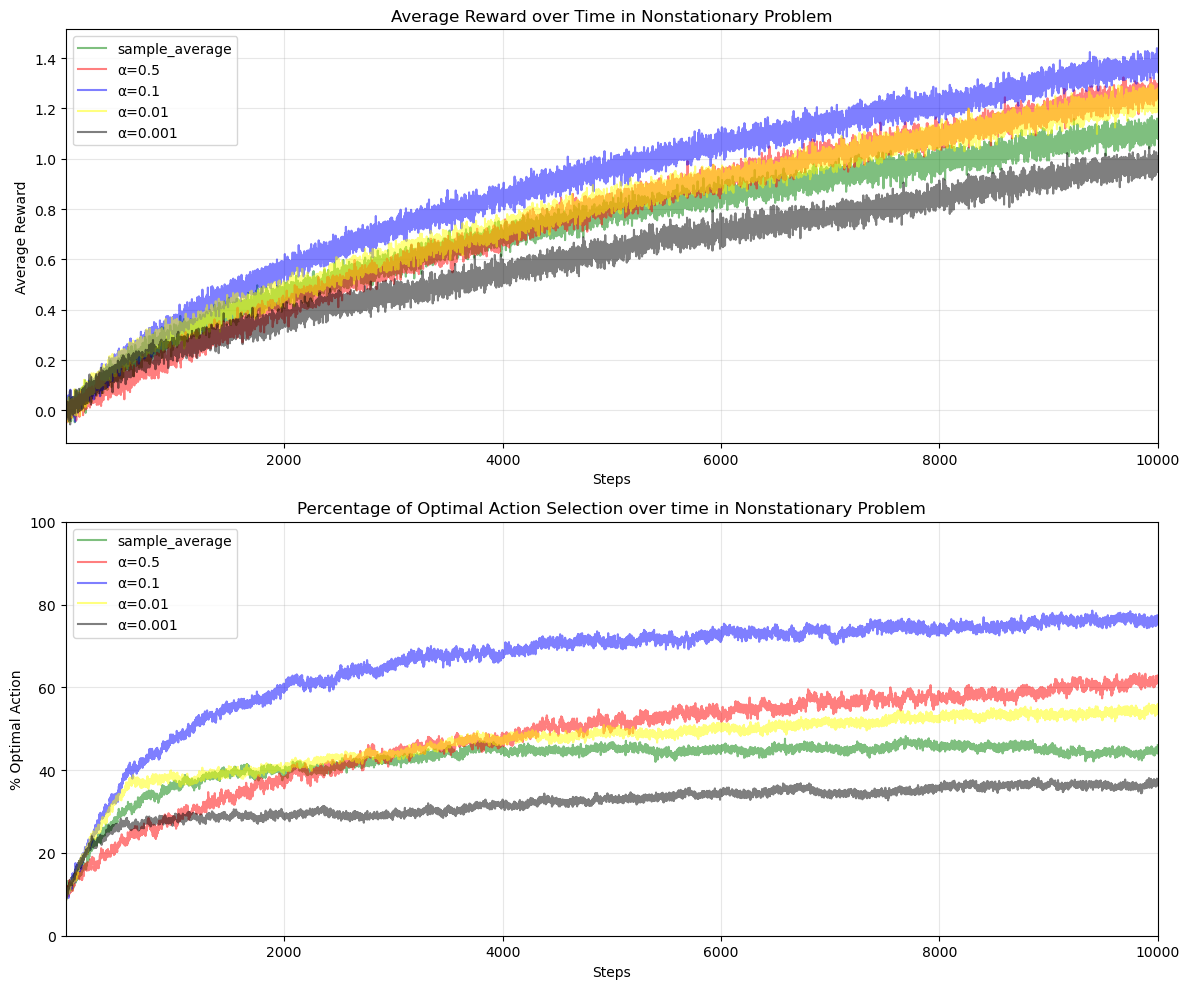 Average Reward over Time in Nonstationary Problem
sample_average
α=0.5
α=0.1
α=0.01
α=0.001
Average Reward
1.4
1.2
1.0
0.8
0.6
0.4
0.2
0.0
2000 4000 6000 8000 10000
Steps
Percentage of Optimal Action Selection over time in Nonstationary Problem
sample_average
α=0.5
α=0.1
α=0.01
α=0.001
% Optimal Action
100
80
60
40
20
0
2000 4000 6000 8000 10000
Steps